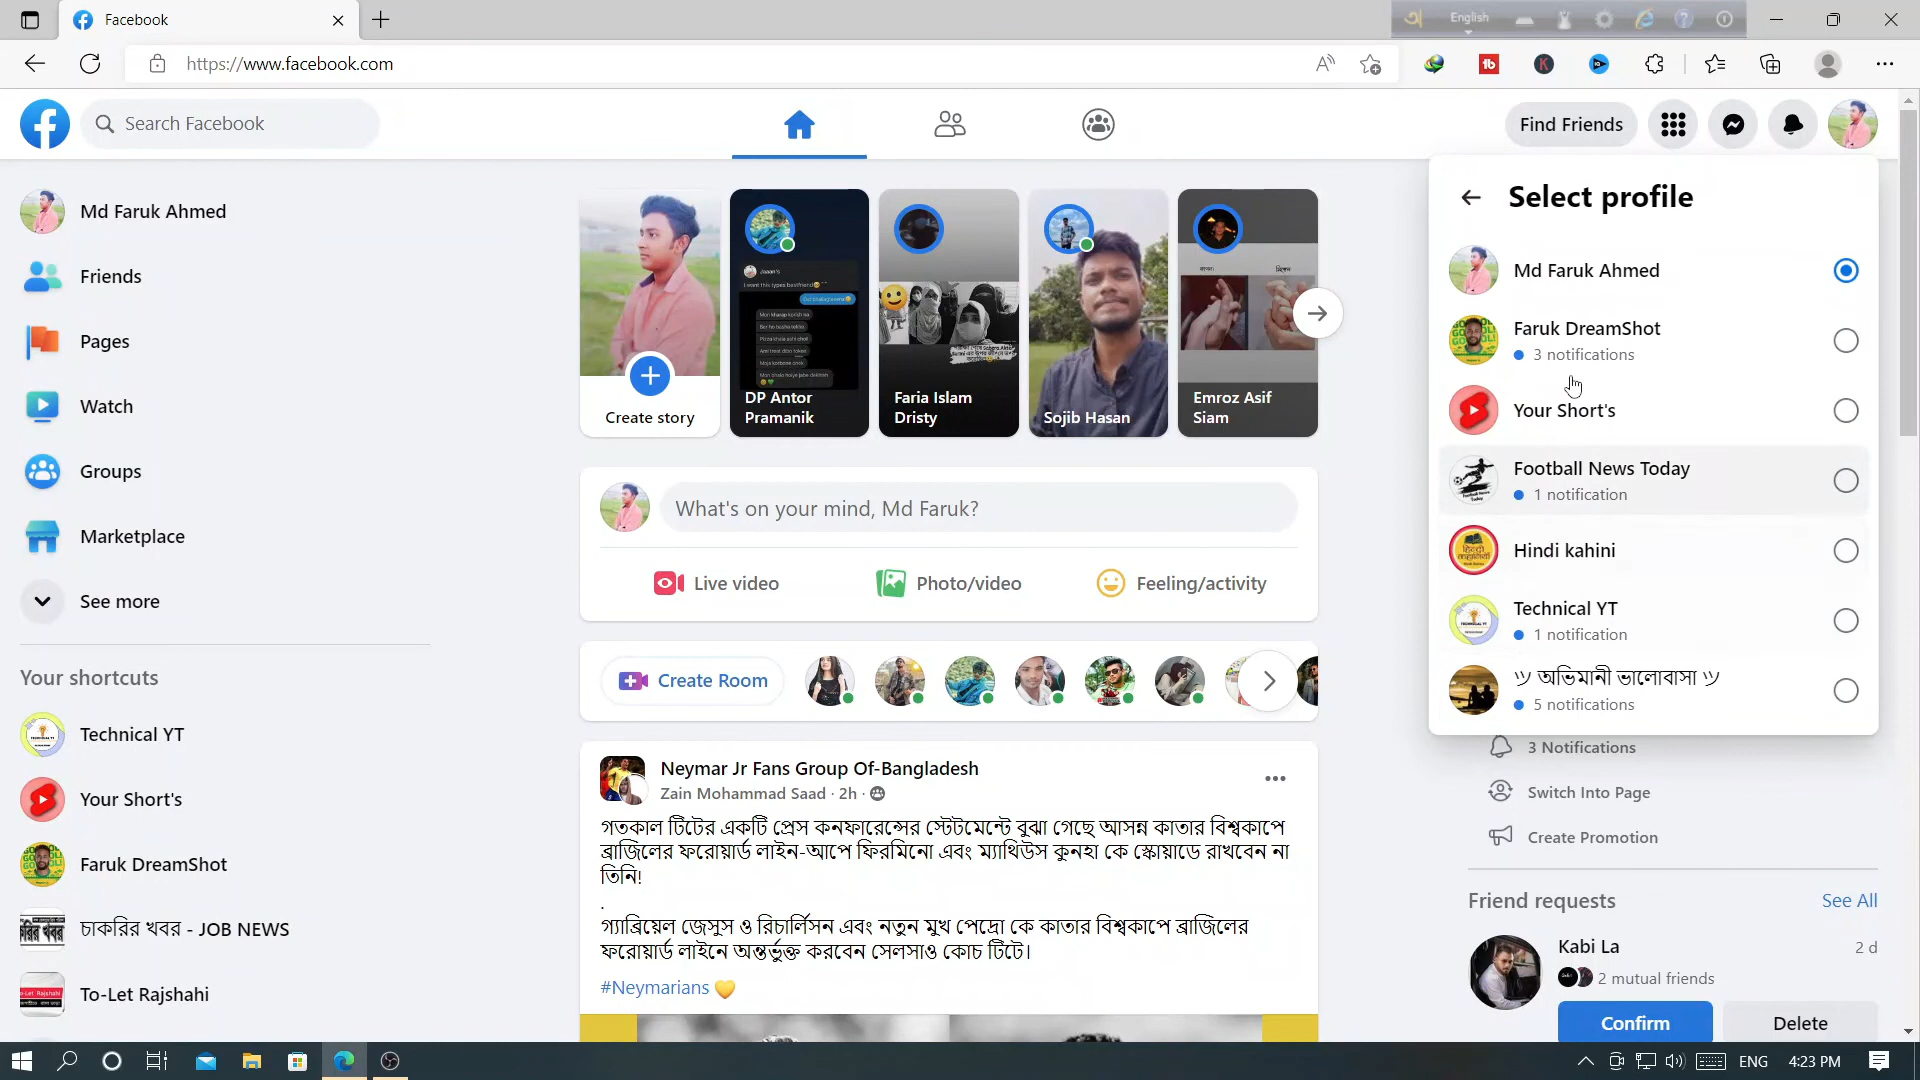 Facebook
English
https://www.facebook.com
Search Facebook
Find Friends
Md Faruk Ahmed
Friends
Pages
Watch
Groups
Marketplace
See more
Your shortcuts
Technical YT
Your Short's
Faruk DreamShot
চাকরির খবর - JOB NEWS
To-Let Rajshahi
Create story
DP Antor
Pramanik
Faria Islam
Dristy
Sojib Hasan
Emroz Asif
Siam
What's on your mind, Md Faruk?
Live video
Photo/video
Feeling/activity
Create Room
Neymar Jr Fans Group Of-Bangladesh
Zain Mohammad Saad · 2h ·
গতকাল টিটের একটি প্রেস কনফারেন্সের স্টেটমেন্টে বুঝা গেছে আসন্ন কাতার বিশ্বকাপে
ব্রাজিলের ফরোয়ার্ড লাইন-আপে ফিরমিনো এবং ম্যাথিউস কুনহা কে স্কোয়াডে রাখবেন না
তিনি!
.
গ্যাব্রিয়েল জেসুস ও রিচার্লিসন এবং নতুন মুখ পেদ্রো কে কাতার বিশ্বকাপে ব্রাজিলের
ফরোয়ার্ড লাইনে অন্তর্ভুক্ত করবেন সেলসাও কোচ টিটে।
#Neymarians 💛
Select profile
Md Faruk Ahmed
Faruk DreamShot
3 notifications
Your Short's
Football News Today
1 notification
Hindi kahini
Technical YT
1 notification
ツ অভিমানী ভালোবাসা ツ
5 notifications
3 Notifications
Switch Into Page
Create Promotion
Friend requests
See All
Kabi La
2 d
2 mutual friends
Confirm
Delete
ENG
4:23 PM